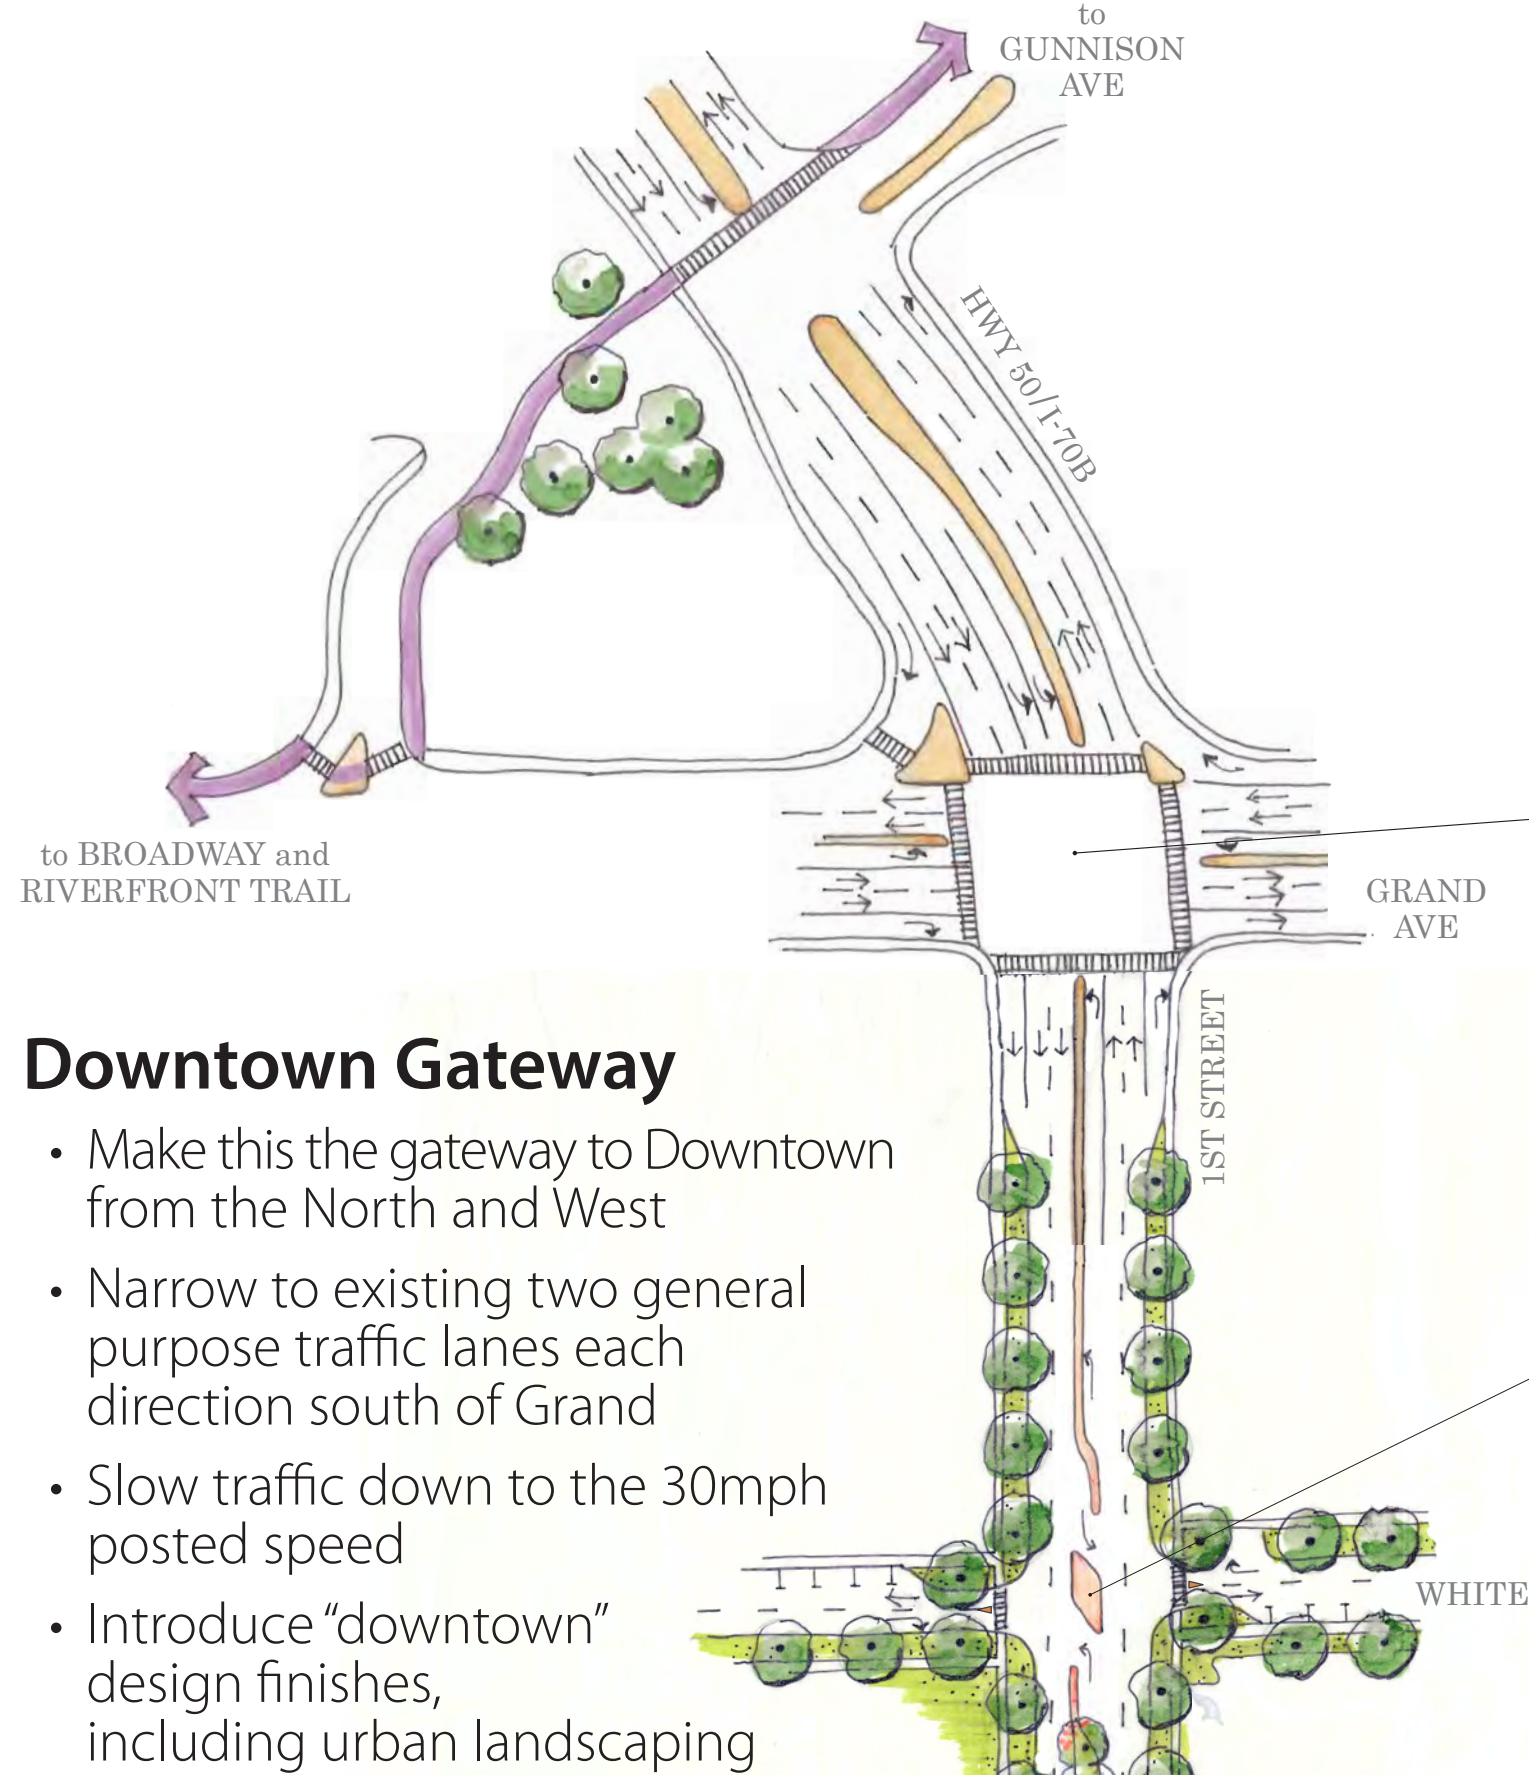 to
GUNNISON
AVE
HWY 50/I-70B
to BROADWAY and
RIVERFRONT TRAIL
GRAND
AVE
1ST STREET
Downtown Gateway
• Make this the gateway to Downtown
from the North and West
• Narrow to existing two general
purpose traffic lanes each
direction south of Grand
• Slow traffic down to the 30mph
posted speed
• Introduce “downtown”
design finishes,
including urban landscaping
WHITE